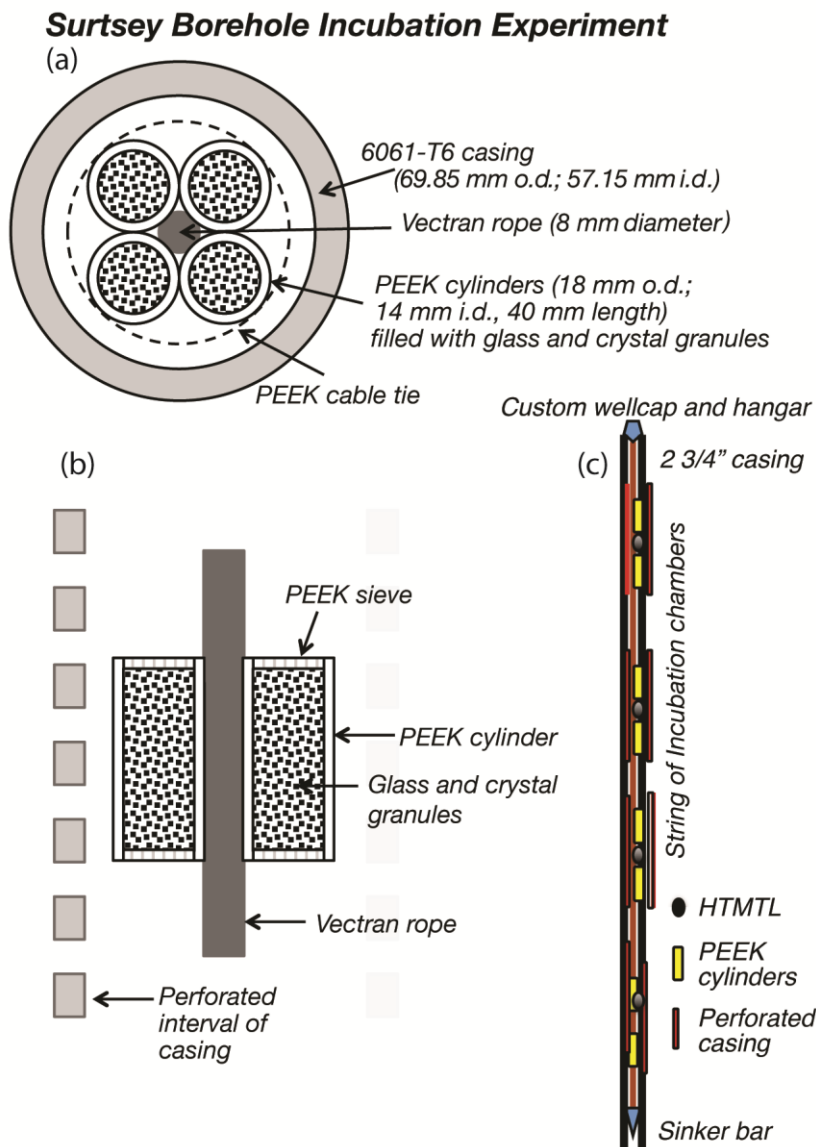 Surtsey Borehole Incubation Experiment
(a)
6061-T6 casing
(69.85 mm o.d.; 57.15 mm i.d.)
Vectran rope (8 mm diameter)
PEEK cylinders (18 mm o.d.;
14 mm i.d., 40 mm length)
filled with glass and crystal granules
PEEK cable tie
(b)
PEEK sieve
PEEK cylinder
Glass and crystal
granules
Vectran rope
Perforated
interval of
casing
Custom wellcap and hangar
(c)
2 3/4" casing
String of Incubation chambers
HTMTL
PEEK
cylinders
Perforated
casing
Sinker bar